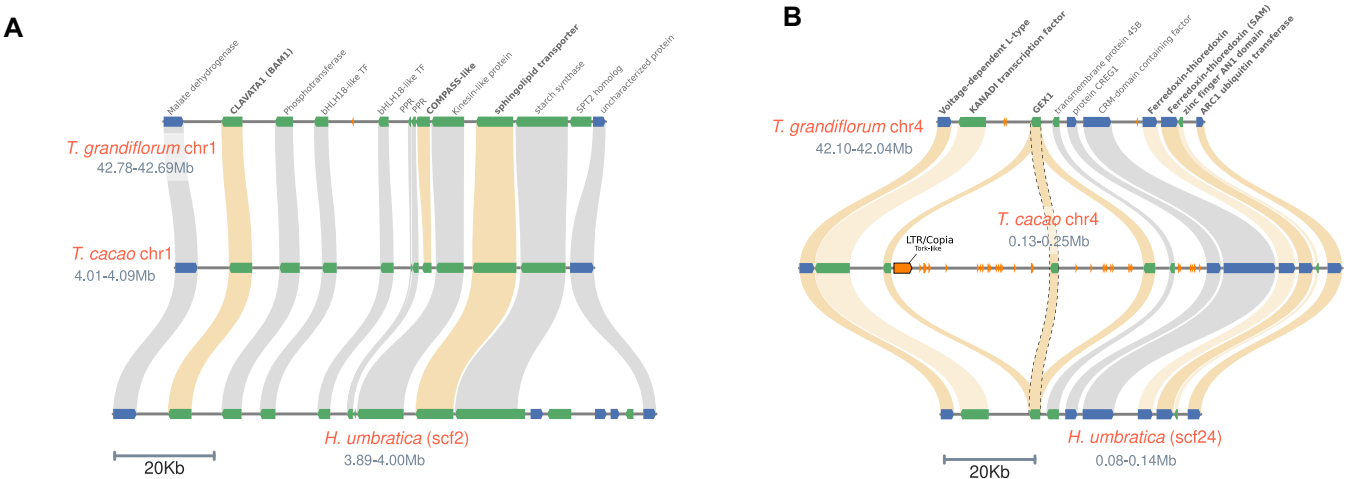 A
Malate dehydrogenase
CLAVATA1 (BAM1)
Phosphotransferase
bHLH18-like TF
bHLH18-like TF
PPR
PPR
COMPASS-like
Kinesin-like protein
sphingolipid transporter
starch synthase
SPT2 homolog
uncharacterized protein
T. grandiflorum chr1
42.78-42.69Mb
T. cacao chr1
4.01-4.09Mb
H. umbratica (scf2)
3.89-4.00Mb
20Kb
B
Voltage-dependent L-type
KANADI transcription factor
GEX1
transmembrane protein 45B
protein CREG1
CRM-domain containing factor
Ferredoxin-thioredoxin
Ferredoxin-thioredoxin (SAM)
zinc finger AN1 domain
ARC1 ubiquitin transferase
T. grandiflorum chr4
42.10-42.04Mb
T. cacao chr4
0.13-0.25Mb
LTR/Copia
Tork-like
H. umbratica (scf24)
0.08-0.14Mb
20Kb